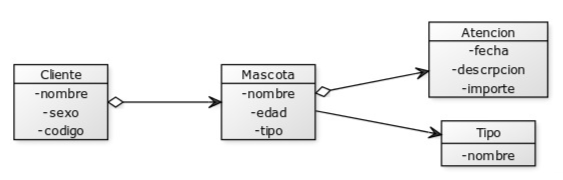 Cliente
-nombre
-sexo
-codigo
Mascota
-nombre
-edad
-tipo
Atencion
-fecha
-descrpcion
-importe
Tipo
-nombre